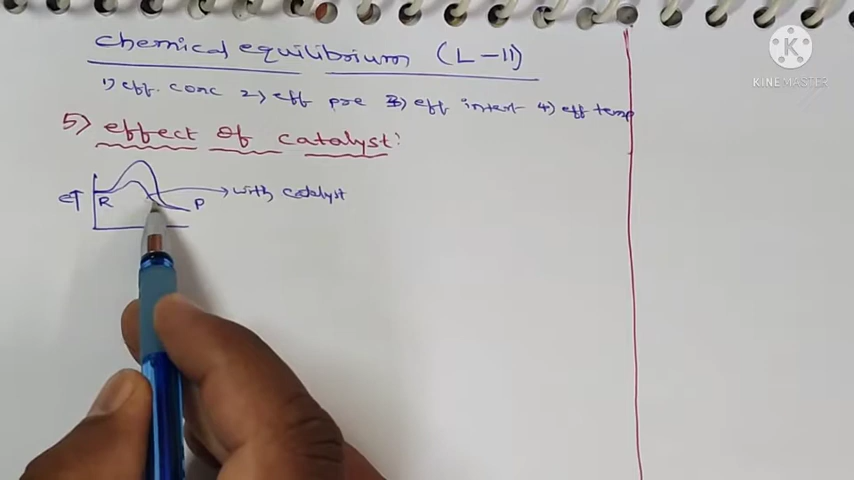 chemical equilibrium (L-11)
1) eff. conc 2) eff pre 3) eff inert 4) eff temp
5) effect of catalyst:
E↑ R P with catalyst
K
KINEMASTER